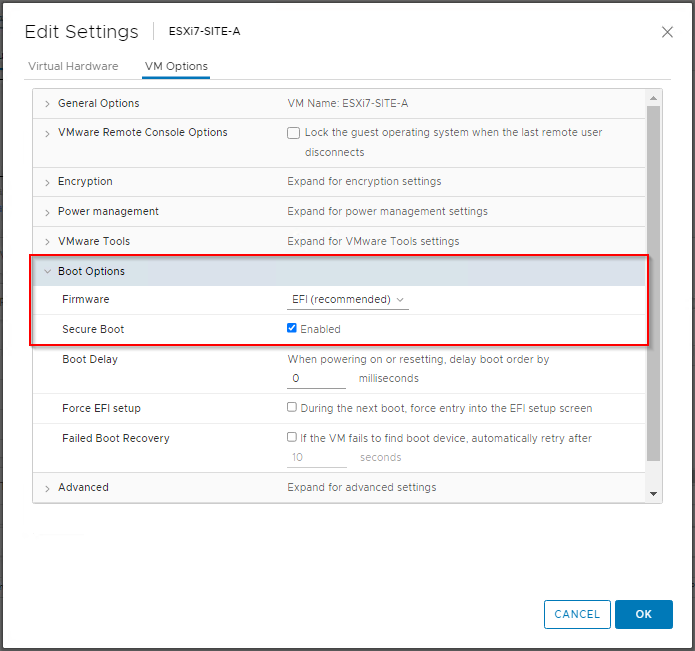 Edit Settings ESXi7-SITE-A
Virtual Hardware VM Options
General Options VM Name: ESXi7-SITE-A
VMware Remote Console Options Lock the guest operating system when the last remote user
disconnects
Encryption Expand for encryption settings
Power management Expand for power management settings
VMware Tools Expand for VMware Tools settings
Boot Options
Firmware EFI (recommended)
Secure Boot Enabled
Boot Delay When powering on or resetting, delay boot order by
0 milliseconds
Force EFI setup During the next boot, force entry into the EFI setup screen
Failed Boot Recovery If the VM fails to find boot device, automatically retry after
10 seconds
Advanced Expand for advanced settings
CANCEL OK